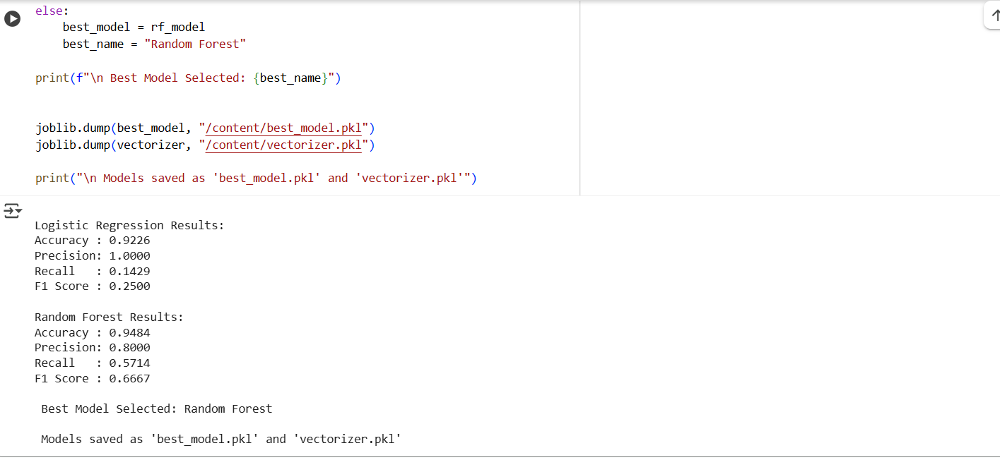 else:
    best_model = rf_model
    best_name = "Random Forest"
print(f"\n Best Model Selected: {best_name}")
joblib.dump(best_model, "/content/best_model.pkl")
joblib.dump(vectorizer, "/content/vectorizer.pkl")
print("\n Models saved as 'best_model.pkl' and 'vectorizer.pkl'")
Logistic Regression Results:
Accuracy : 0.9226
Precision: 1.0000
Recall   : 0.1429
F1 Score : 0.2500
Random Forest Results:
Accuracy : 0.9484
Precision: 0.8000
Recall   : 0.5714
F1 Score : 0.6667
 Best Model Selected: Random Forest
 Models saved as 'best_model.pkl' and 'vectorizer.pkl'